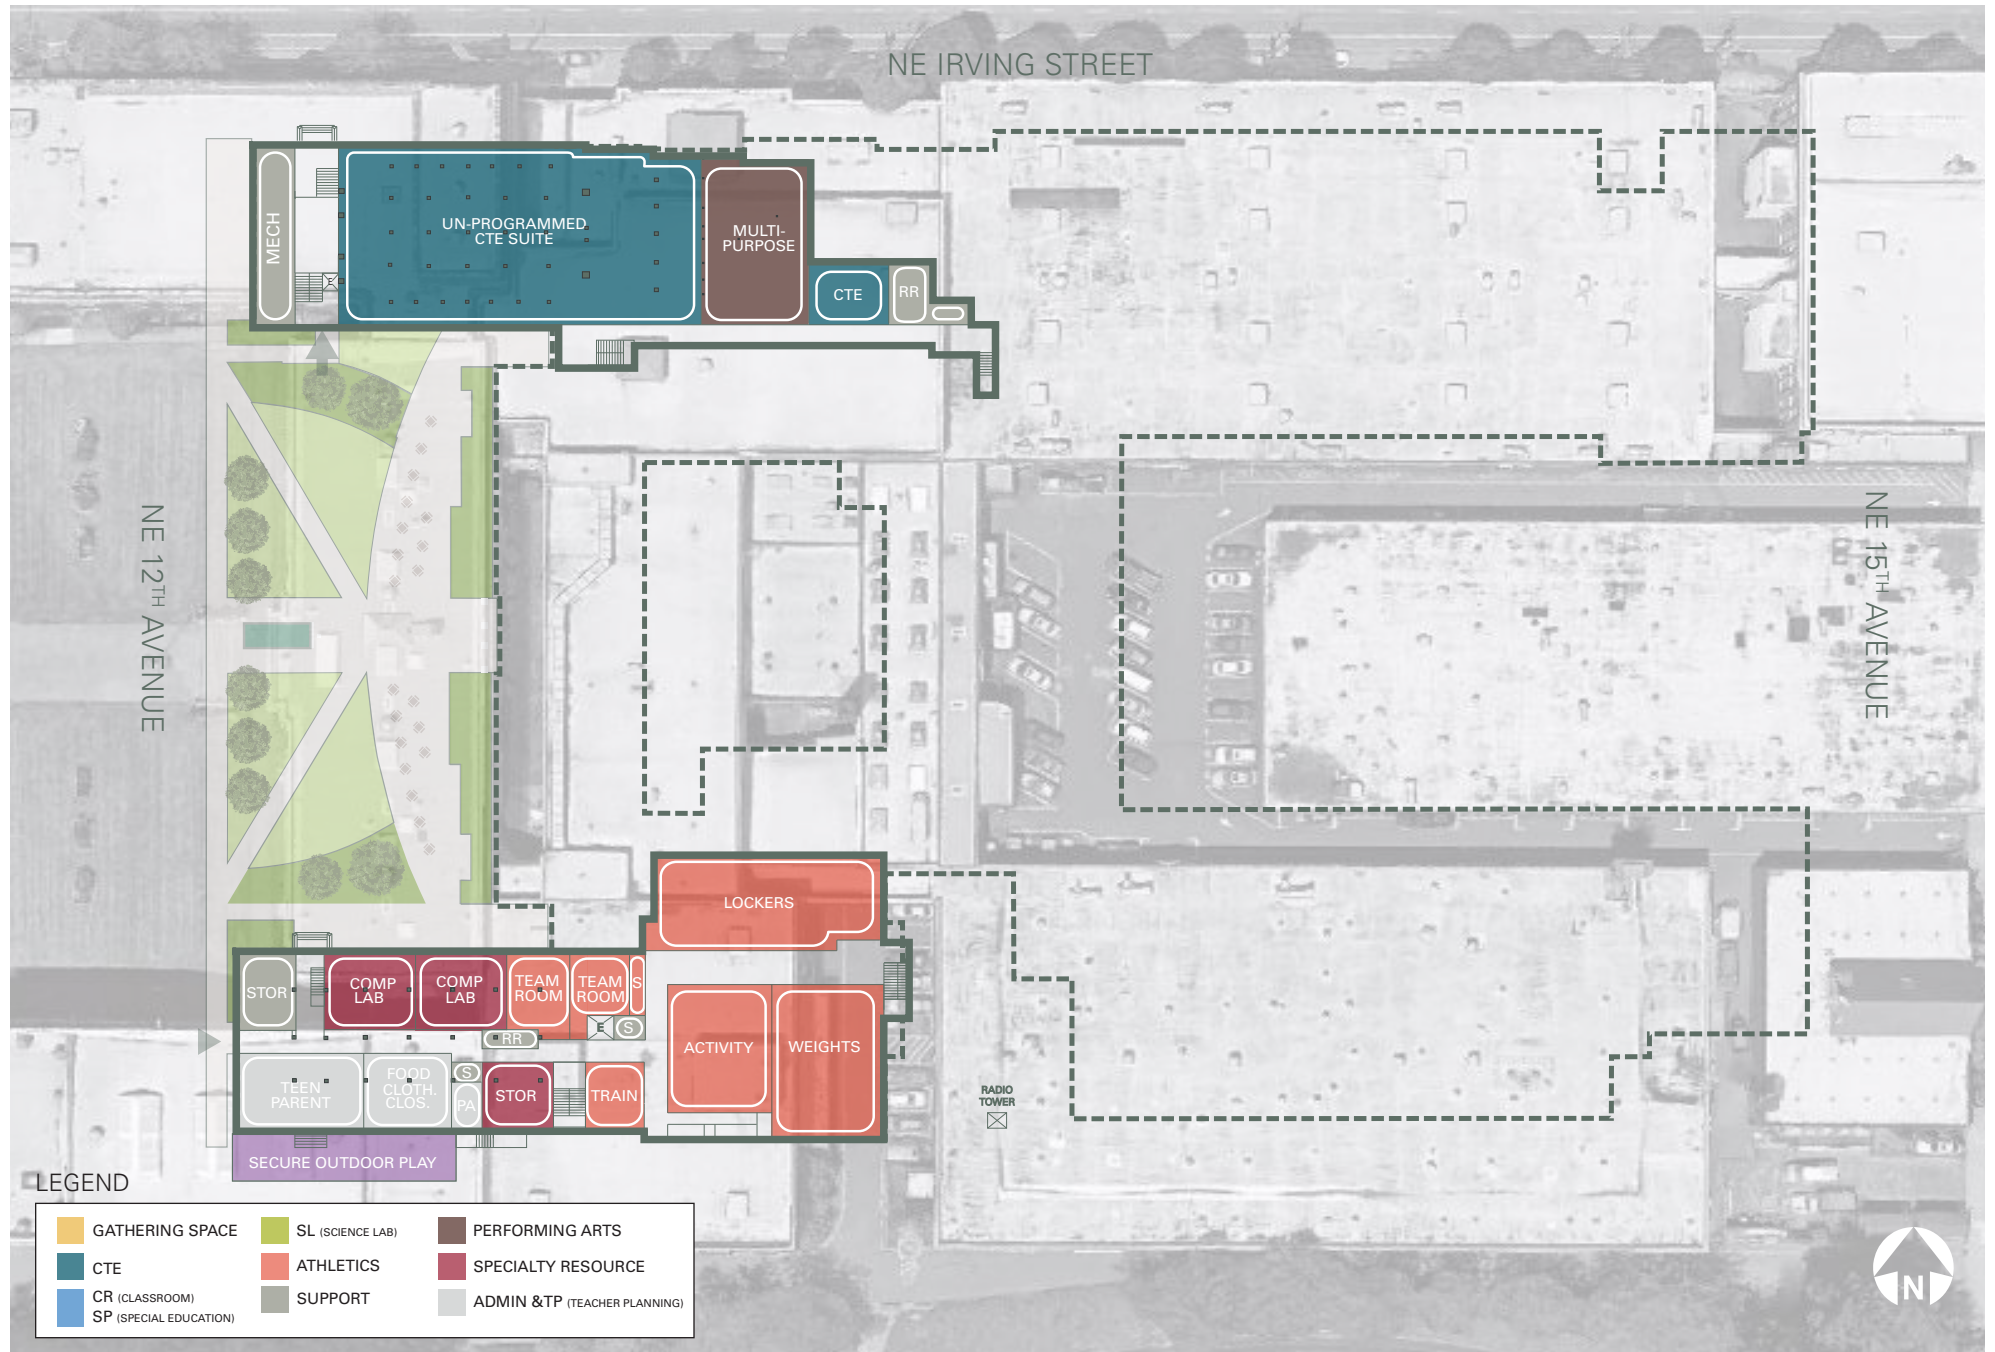 NE IRVING STREET
MECH
E
UN-PROGRAMMED
CTE SUITE
MULTI-
PURPOSE
CTE
RR
NE 12TH AVENUE
NE 15TH AVENUE
LOCKERS
STOR
COMP
LAB
COMP
LAB
TEAM
ROOM
TEAM
ROOM
S
E
S
RR
ACTIVITY
WEIGHTS
TEEN
PARENT
FOOD
CLOTH.
CLOS.
S
PA
STOR
TRAIN
RADIO
TOWER
SECURE OUTDOOR PLAY
LEGEND
GATHERING SPACE
CTE
CR (CLASSROOM)
SP (SPECIAL EDUCATION)
SL (SCIENCE LAB)
ATHLETICS
SUPPORT
PERFORMING ARTS
SPECIALTY RESOURCE
ADMIN &TP (TEACHER PLANNING)
N